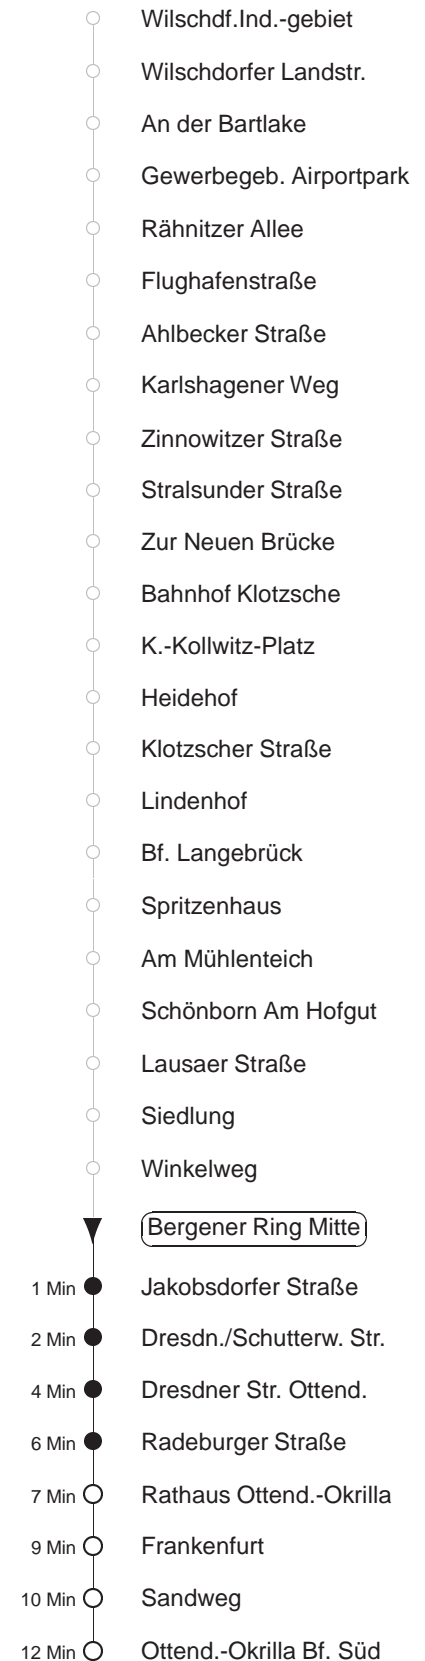 Wilschdf.Ind.-gebiet
Wilschdorfer Landstr.
An der Bartlake
Gewerbegeb. Airportpark
Rähnitzer Allee
Flughafenstraße
Ahlbecker Straße
Karlshagener Weg
Zinnowitzer Straße
Stralsunder Straße
Zur Neuen Brücke
Bahnhof Klotzsche
K.-Kollwitz-Platz
Heidehof
Klotzscher Straße
Lindenhof
Bf. Langebrück
Spritzenhaus
Am Mühlenteich
Schönborn Am Hofgut
Lausaer Straße
Siedlung
Winkelweg
Bergener Ring Mitte
1 Min Jakobsdorfer Straße
2 Min Dresdn./Schutterw. Str.
4 Min Dresdner Str. Ottend.
6 Min Radeburger Straße
7 Min Rathaus Ottend.-Okrilla
9 Min Frankenfurt
10 Min Sandweg
12 Min Ottend.-Okrilla Bf. Süd